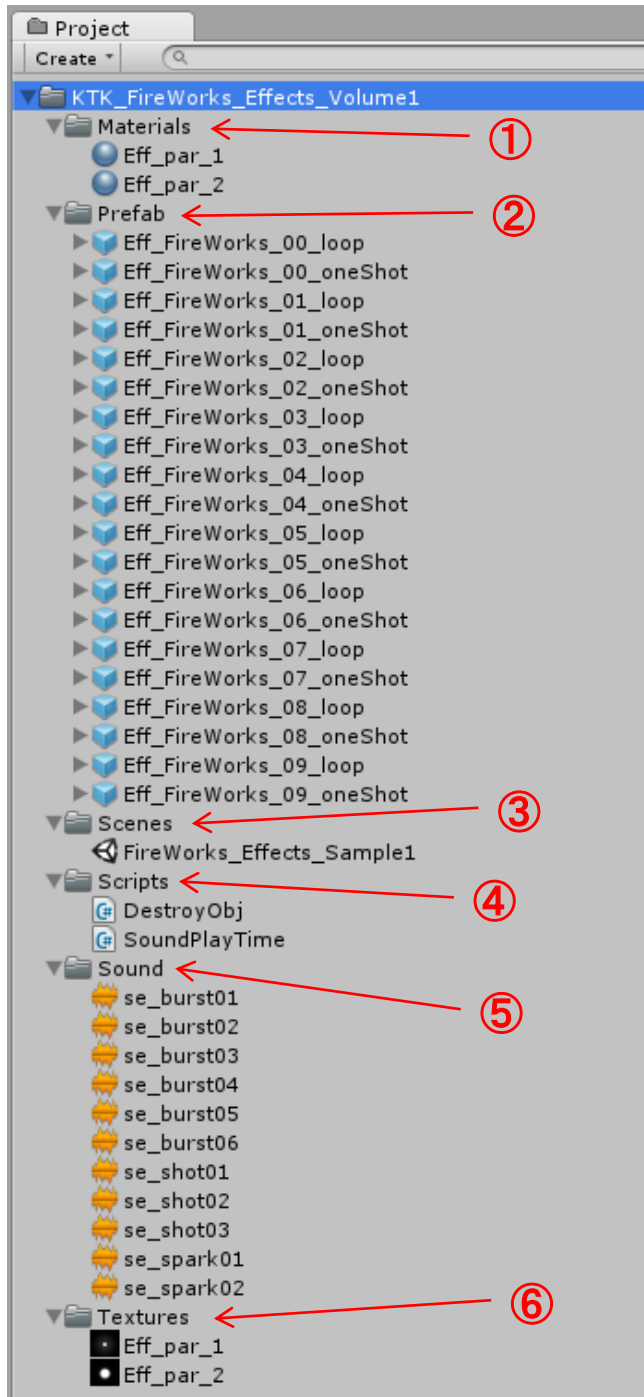 Project
Create
KTK_FireWorks_Effects_Volume1
Materials ①
Eff_par_1
Eff_par_2
Prefab ②
Eff_FireWorks_00_loop
Eff_FireWorks_00_oneShot
Eff_FireWorks_01_loop
Eff_FireWorks_01_oneShot
Eff_FireWorks_02_loop
Eff_FireWorks_02_oneShot
Eff_FireWorks_03_loop
Eff_FireWorks_03_oneShot
Eff_FireWorks_04_loop
Eff_FireWorks_04_oneShot
Eff_FireWorks_05_loop
Eff_FireWorks_05_oneShot
Eff_FireWorks_06_loop
Eff_FireWorks_06_oneShot
Eff_FireWorks_07_loop
Eff_FireWorks_07_oneShot
Eff_FireWorks_08_loop
Eff_FireWorks_08_oneShot
Eff_FireWorks_09_loop
Eff_FireWorks_09_oneShot
Scenes ③
FireWorks_Effects_Sample1
Scripts ④
DestroyObj
SoundPlayTime
Sound ⑤
se_burst01
se_burst02
se_burst03
se_burst04
se_burst05
se_burst06
se_shot01
se_shot02
se_shot03
se_spark01
se_spark02
Textures ⑥
Eff_par_1
Eff_par_2